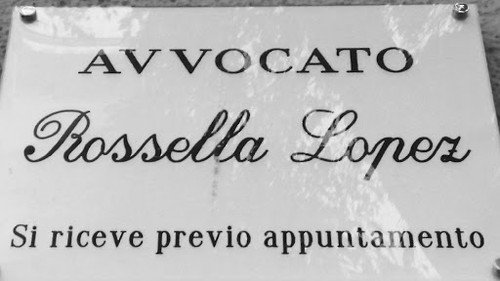 AVVOCATO
Rossella Lopez
Si riceve previo appuntamento